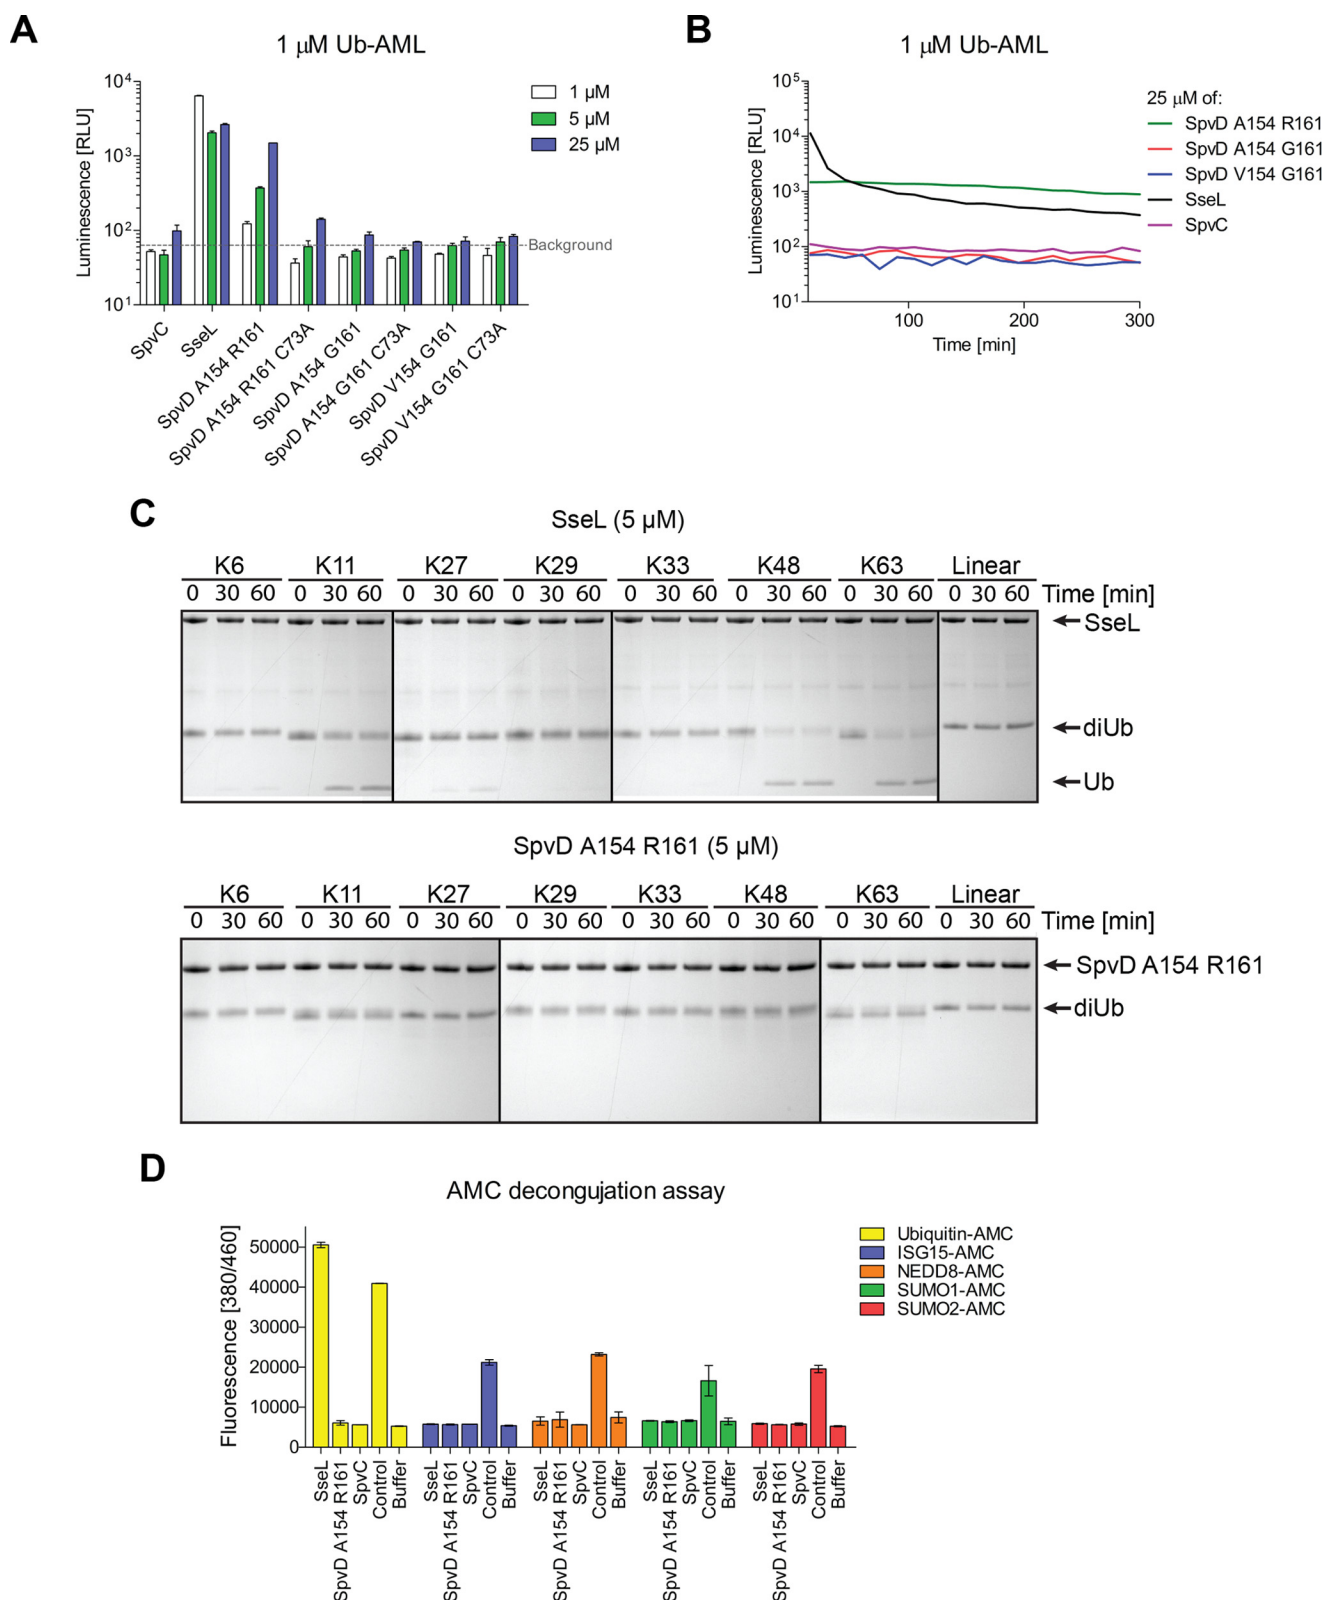 A
1 µM Ub-AML
Luminescence [RLU]
10⁴
10³
10²
10¹
1 µM
5 µM
25 µM
Background
SpvC
SseL
SpvD A154 R161
SpvD A154 R161 C73A
SpvD A154 G161
SpvD A154 G161 C73A
SpvD V154 G161
SpvD V154 G161 C73A
B
1 µM Ub-AML
Luminescence [RLU]
10⁵
10⁴
10³
10²
10¹
100 200 300
Time [min]
25 µM of:
SpvD A154 R161
SpvD A154 G161
SpvD V154 G161
SseL
SpvC
C
SseL (5 µM)
K6 K11 K27 K29 K33 K48 K63 Linear
0 30 60 0 30 60 0 30 60 0 30 60 0 30 60 0 30 60 0 30 60 0 30 60 Time [min]
SseL
diUb
Ub
SpvD A154 R161 (5 µM)
K6 K11 K27 K29 K33 K48 K63 Linear
0 30 60 0 30 60 0 30 60 0 30 60 0 30 60 0 30 60 0 30 60 0 30 60 Time [min]
SpvD A154 R161
diUb
D
AMC decongujation assay
Fluorescence [380/460]
50000
40000
30000
20000
10000
0
Ubiquitin-AMC
ISG15-AMC
NEDD8-AMC
SUMO1-AMC
SUMO2-AMC
SseL
SpvD A154 R161
SpvC
Control
Buffer
SseL
SpvD A154 R161
SpvC
Control
Buffer
SseL
SpvD A154 R161
SpvC
Control
Buffer
SseL
SpvD A154 R161
SpvC
Control
Buffer
SseL
SpvD A154 R161
SpvC
Control
Buffer